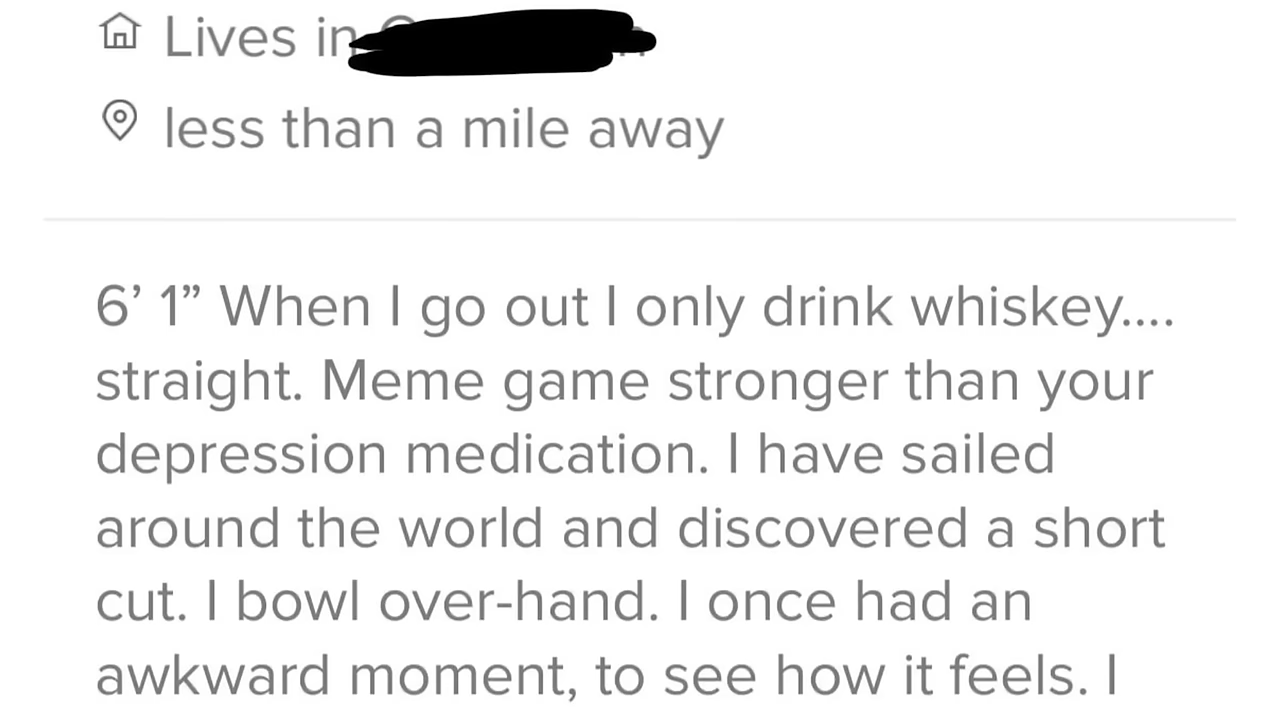 Lives in
less than a mile away
6’ 1” When I go out I only drink whiskey....
straight. Meme game stronger than your
depression medication. I have sailed
around the world and discovered a short
cut. I bowl over-hand. I once had an
awkward moment, to see how it feels. I